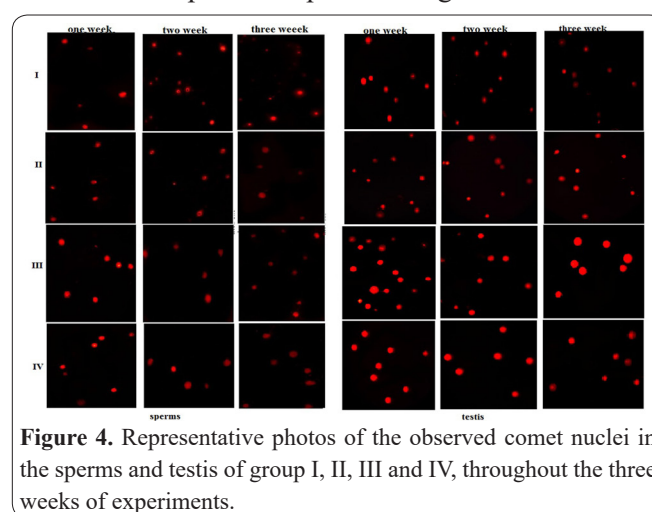 one week two week three weeek one week two week three week
I
II
III
IV
sperms testis
Figure 4. Representative photos of the observed comet nuclei in
the sperms and testis of group I, II, III and IV, throughout the three
weeks of experiments.